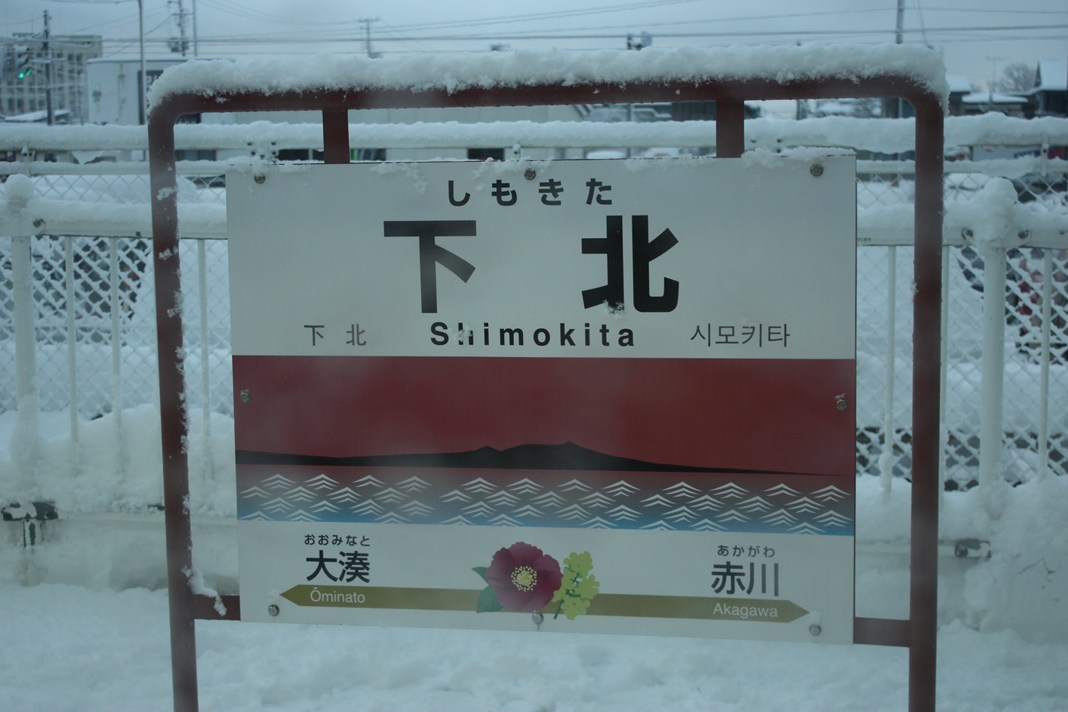 しもきた
下北
下北 Shimokita 시모키타
おおみなと あかがわ
大湊 赤川
Ōminato Akagawa